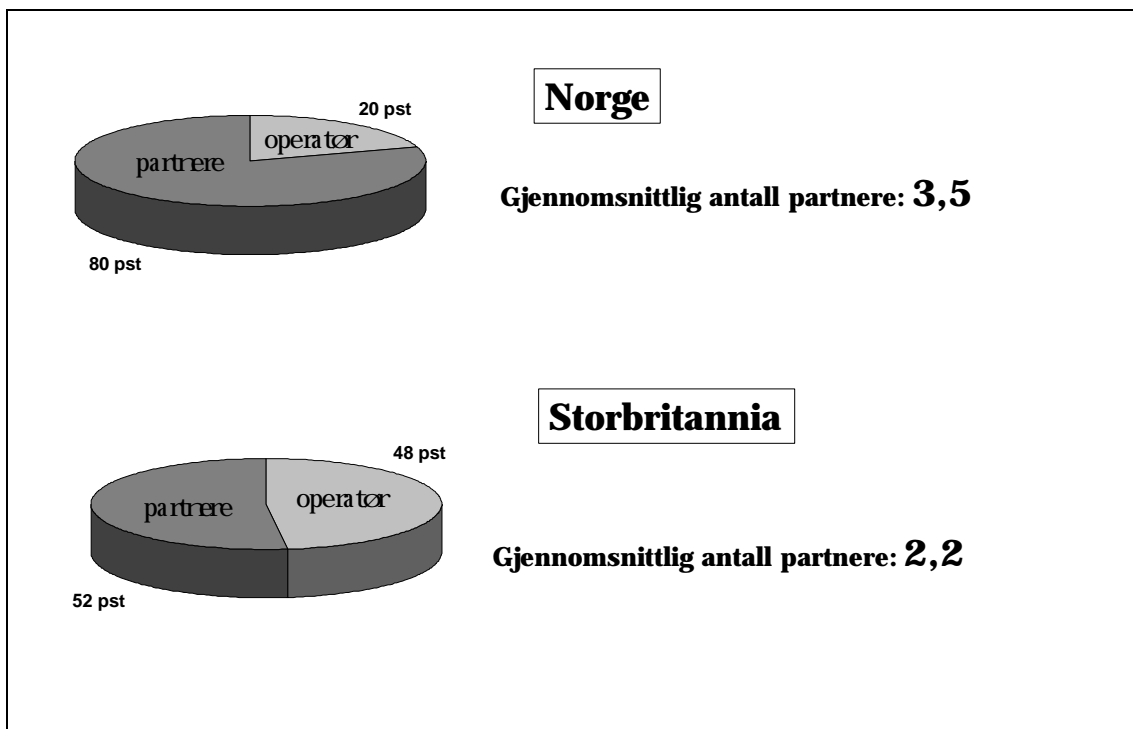 Norge
20 pst
operatør
partnere
Gjennomsnittlig antall partnere: 3,5
80 pst
Storbritannia
48 pst
operatør
partnere
Gjennomsnittlig antall partnere: 2,2
52 pst